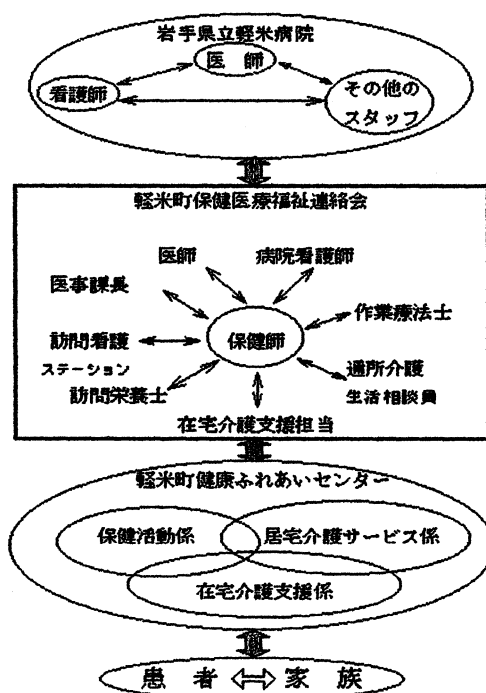 岩手県立軽米病院
医 師
看護師
その他の
スタッフ
軽米町保健医療福祉連絡会
医師
病院看護師
医事課長
作業療法士
保健師
訪問看護
ステーション
通所介護
生活相談員
訪問栄養士
在宅介護支援担当
軽米町健康ふれあいセンター
保健活動係
居宅介護サービス係
在宅介護支援係
患 者
家 族